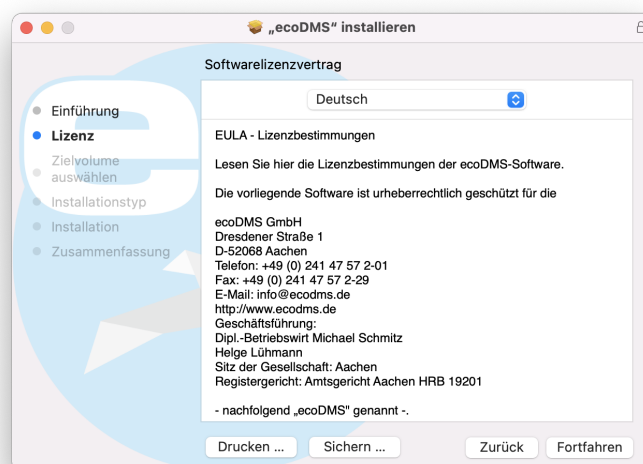 „ecoDMS“ installieren
Softwarelizenzvertrag
Einführung
Lizenz
Zielvolume
auswählen
Installationstyp
Installation
Zusammenfassung
Deutsch
EULA - Lizenzbestimmungen
Lesen Sie hier die Lizenzbestimmungen der ecoDMS-Software.
Die vorliegende Software ist urheberrechtlich geschützt für die
ecoDMS GmbH
Dresdener Straße 1
D-52068 Aachen
Telefon: +49 (0) 241 47 57 2-01
Fax: +49 (0) 241 47 57 2-29
E-Mail: info@ecodms.de
http://www.ecodms.de
Geschäftsführung:
Dipl.-Betriebswirt Michael Schmitz
Helge Lühmann
Sitz der Gesellschaft: Aachen
Registergericht: Amtsgericht Aachen HRB 19201
- nachfolgend „ecoDMS" genannt -.
Drucken ... Sichern ... Zurück Fortfahren